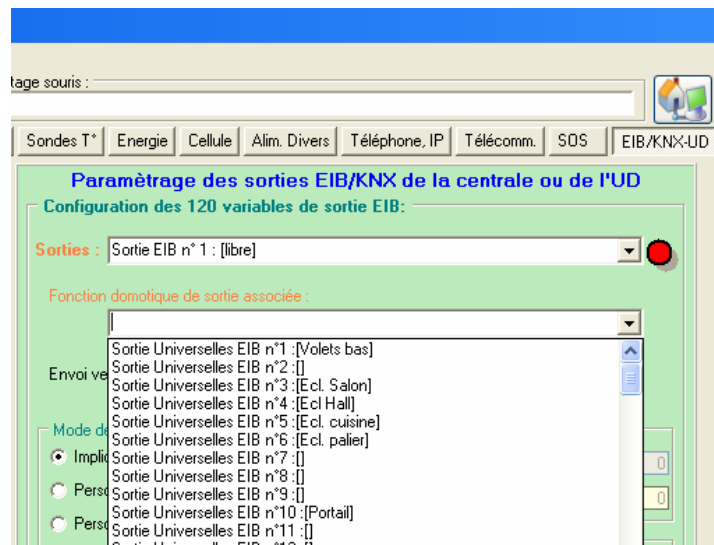 tage souris :
Sondes T° Energie Cellule Alim. Divers Téléphone, IP Télécomm. SOS EIB/KNX-UD
Paramètrage des sorties EIB/KNX de la centrale ou de l'UD
Configuration des 120 variables de sortie EIB:
Sorties : Sortie EIB n° 1 : [libre]
Fonction domotique de sortie associée :
Sortie Universelles EIB n°1 :[Volets bas]
Sortie Universelles EIB n°2 :[]
Envoi ve
Sortie Universelles EIB n°3 :[Ecl. Salon]
Sortie Universelles EIB n°4 :[Ecl Hall]
Sortie Universelles EIB n°5 :[Ecl. cuisine]
Mode de
Sortie Universelles EIB n°6 :[Ecl. palier]
Implic
Sortie Universelles EIB n°7 :[]
0
Sortie Universelles EIB n°8 :[]
Perso
Sortie Universelles EIB n°9 :[]
0
Sortie Universelles EIB n°10 :[Portail]
Perso
Sortie Universelles EIB n°11 :[]